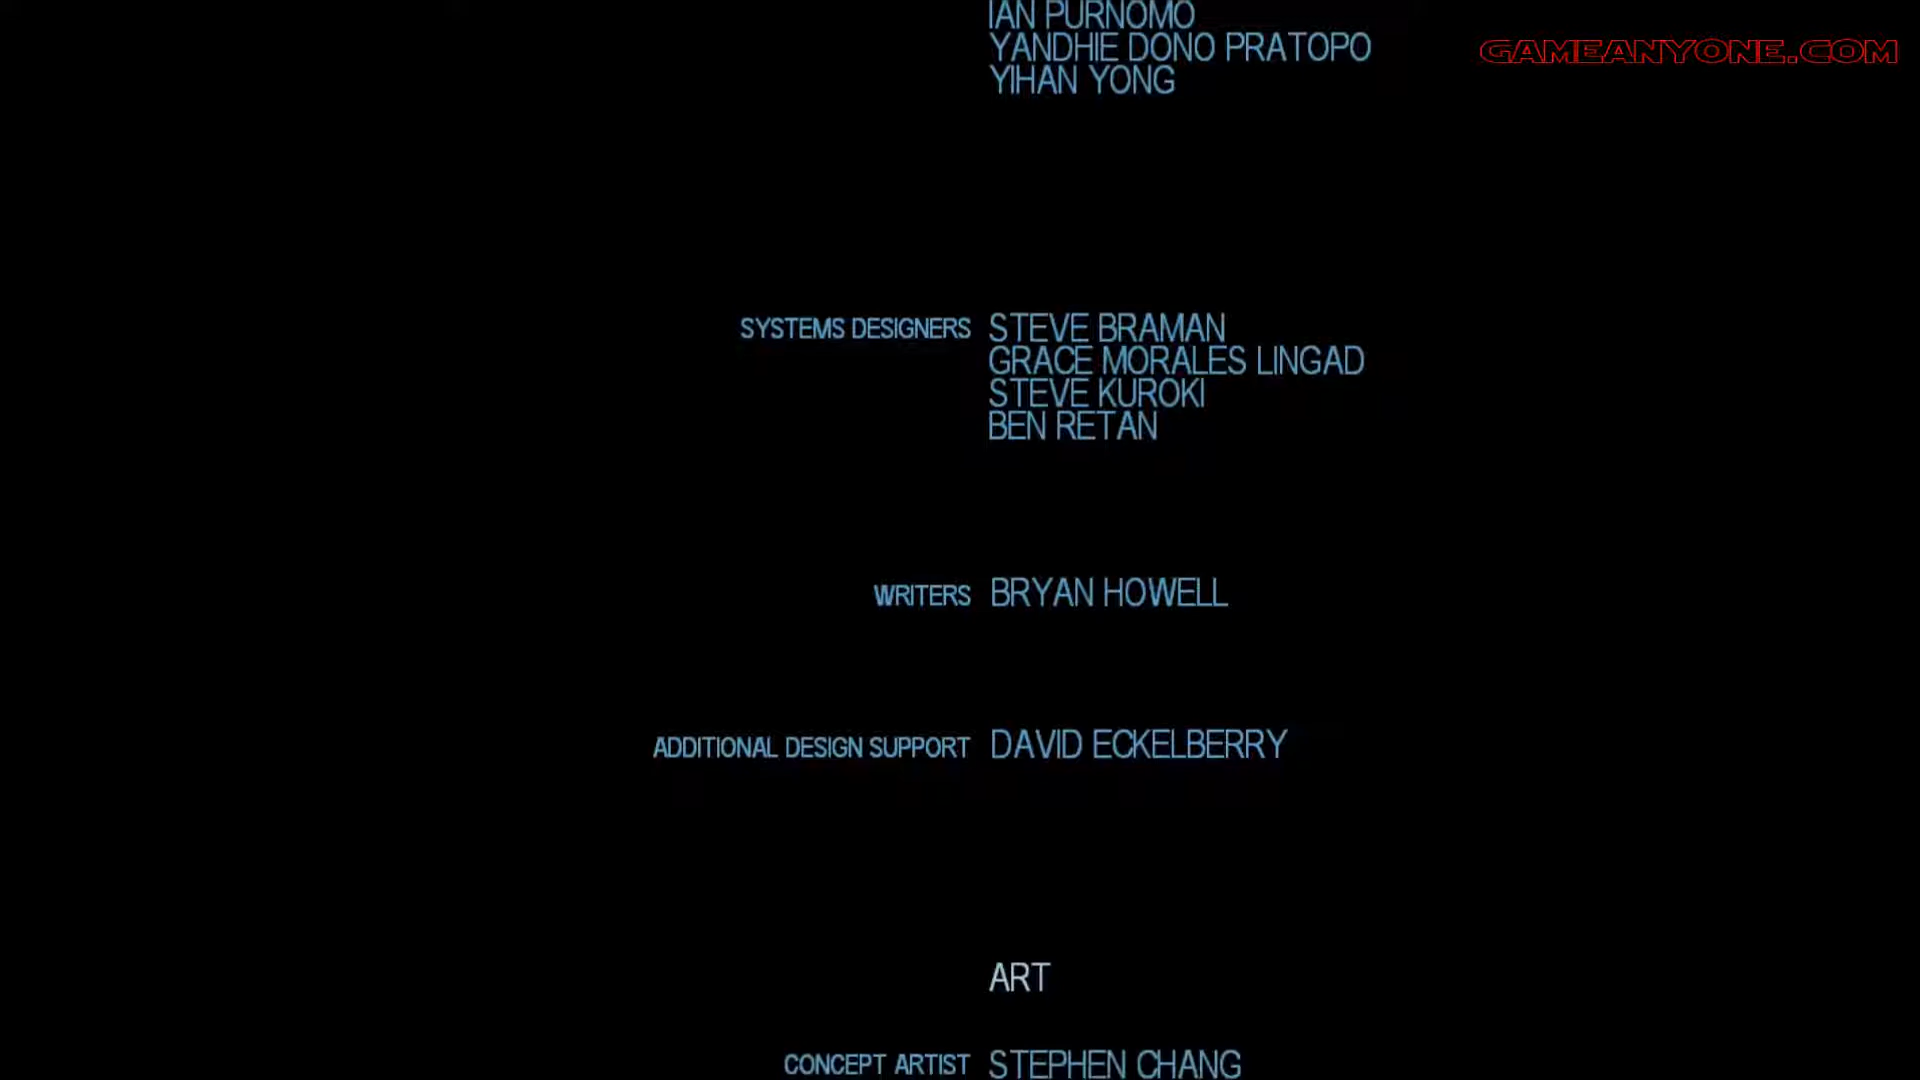 IAN PURNOMO
YANDHIE DONO PRATOPO
YIHAN YONG
GAMEANYONE.COM
SYSTEMS DESIGNERS STEVE BRAMAN
GRACE MORALES LINGAD
STEVE KUROKI
BEN RETAN
WRITERS BRYAN HOWELL
ADDITIONAL DESIGN SUPPORT DAVID ECKELBERRY
ART
CONCEPT ARTIST STEPHEN CHANG